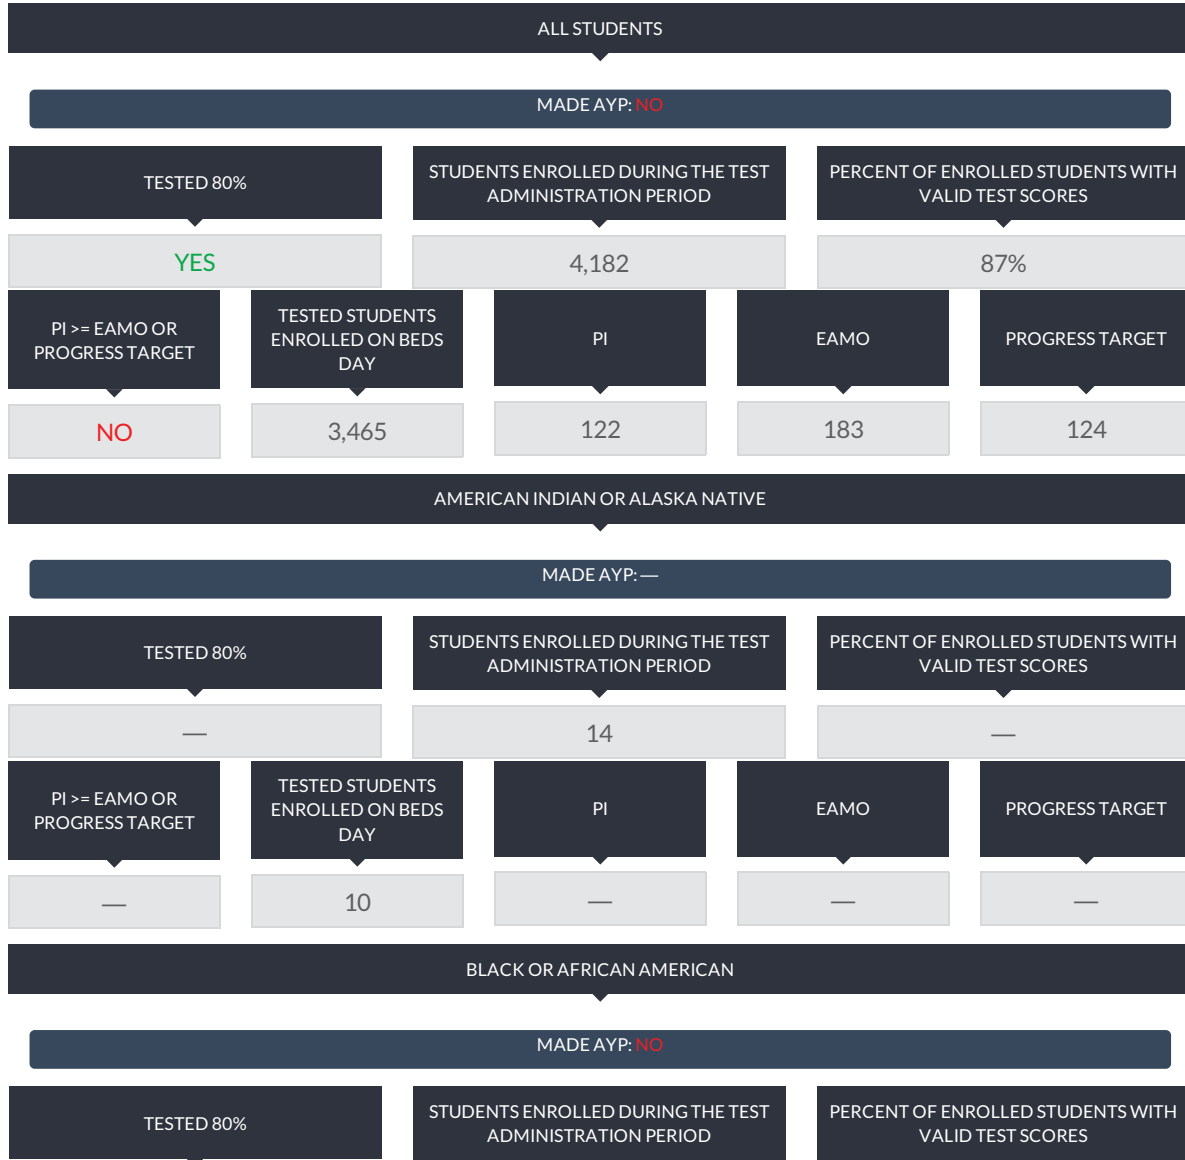 ALL STUDENTS
MADE AYP: NO
TESTED 80%
STUDENTS ENROLLED DURING THE TEST
ADMINISTRATION PERIOD
PERCENT OF ENROLLED STUDENTS WITH
VALID TEST SCORES
YES
4,182
87%
PI >= EAMO OR
PROGRESS TARGET
TESTED STUDENTS
ENROLLED ON BEDS
DAY
PI
EAMO
PROGRESS TARGET
NO
3,465
122
183
124
AMERICAN INDIAN OR ALASKA NATIVE
MADE AYP: —
TESTED 80%
STUDENTS ENROLLED DURING THE TEST
ADMINISTRATION PERIOD
PERCENT OF ENROLLED STUDENTS WITH
VALID TEST SCORES
—
14
—
PI >= EAMO OR
PROGRESS TARGET
TESTED STUDENTS
ENROLLED ON BEDS
DAY
PI
EAMO
PROGRESS TARGET
—
10
—
—
—
BLACK OR AFRICAN AMERICAN
MADE AYP: NO
TESTED 80%
STUDENTS ENROLLED DURING THE TEST
ADMINISTRATION PERIOD
PERCENT OF ENROLLED STUDENTS WITH
VALID TEST SCORES